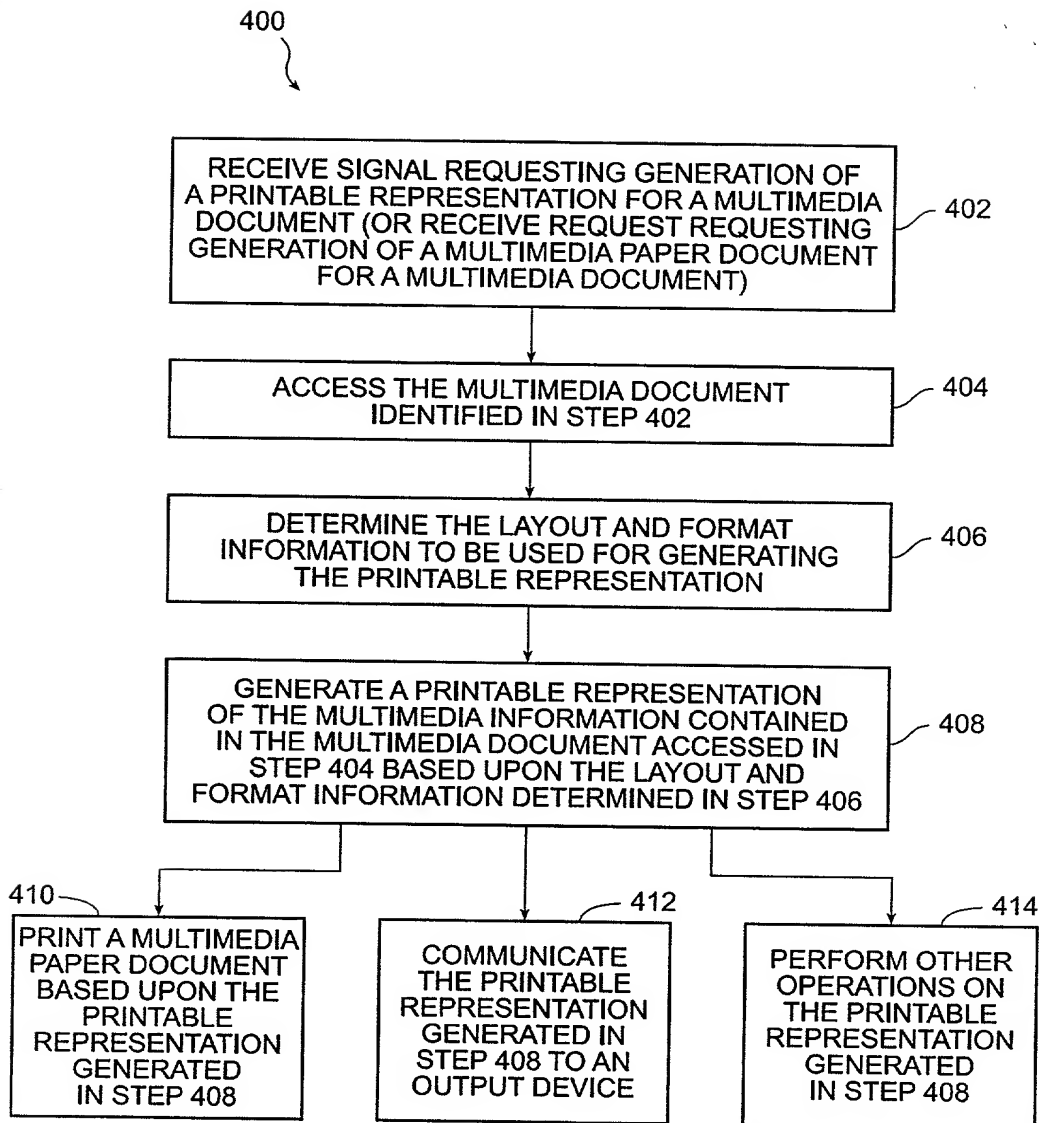 400
RECEIVE SIGNAL REQUESTING GENERATION OF
A PRINTABLE REPRESENTATION FOR A MULTIMEDIA
DOCUMENT (OR RECEIVE REQUEST REQUESTING
GENERATION OF A MULTIMEDIA PAPER DOCUMENT
FOR A MULTIMEDIA DOCUMENT)
402
ACCESS THE MULTIMEDIA DOCUMENT
IDENTIFIED IN STEP 402
404
DETERMINE THE LAYOUT AND FORMAT
INFORMATION TO BE USED FOR GENERATING
THE PRINTABLE REPRESENTATION
406
GENERATE A PRINTABLE REPRESENTATION
OF THE MULTIMEDIA INFORMATION CONTAINED
IN THE MULTIMEDIA DOCUMENT ACCESSED IN
STEP 404 BASED UPON THE LAYOUT AND
FORMAT INFORMATION DETERMINED IN STEP 406
408
410
PRINT A MULTIMEDIA
PAPER DOCUMENT
BASED UPON THE
PRINTABLE
REPRESENTATION
GENERATED
IN STEP 408
412
COMMUNICATE
THE PRINTABLE
REPRESENTATION
GENERATED IN
STEP 408 TO AN
OUTPUT DEVICE
414
PERFORM OTHER
OPERATIONS ON
THE PRINTABLE
REPRESENTATION
GENERATED
IN STEP 408